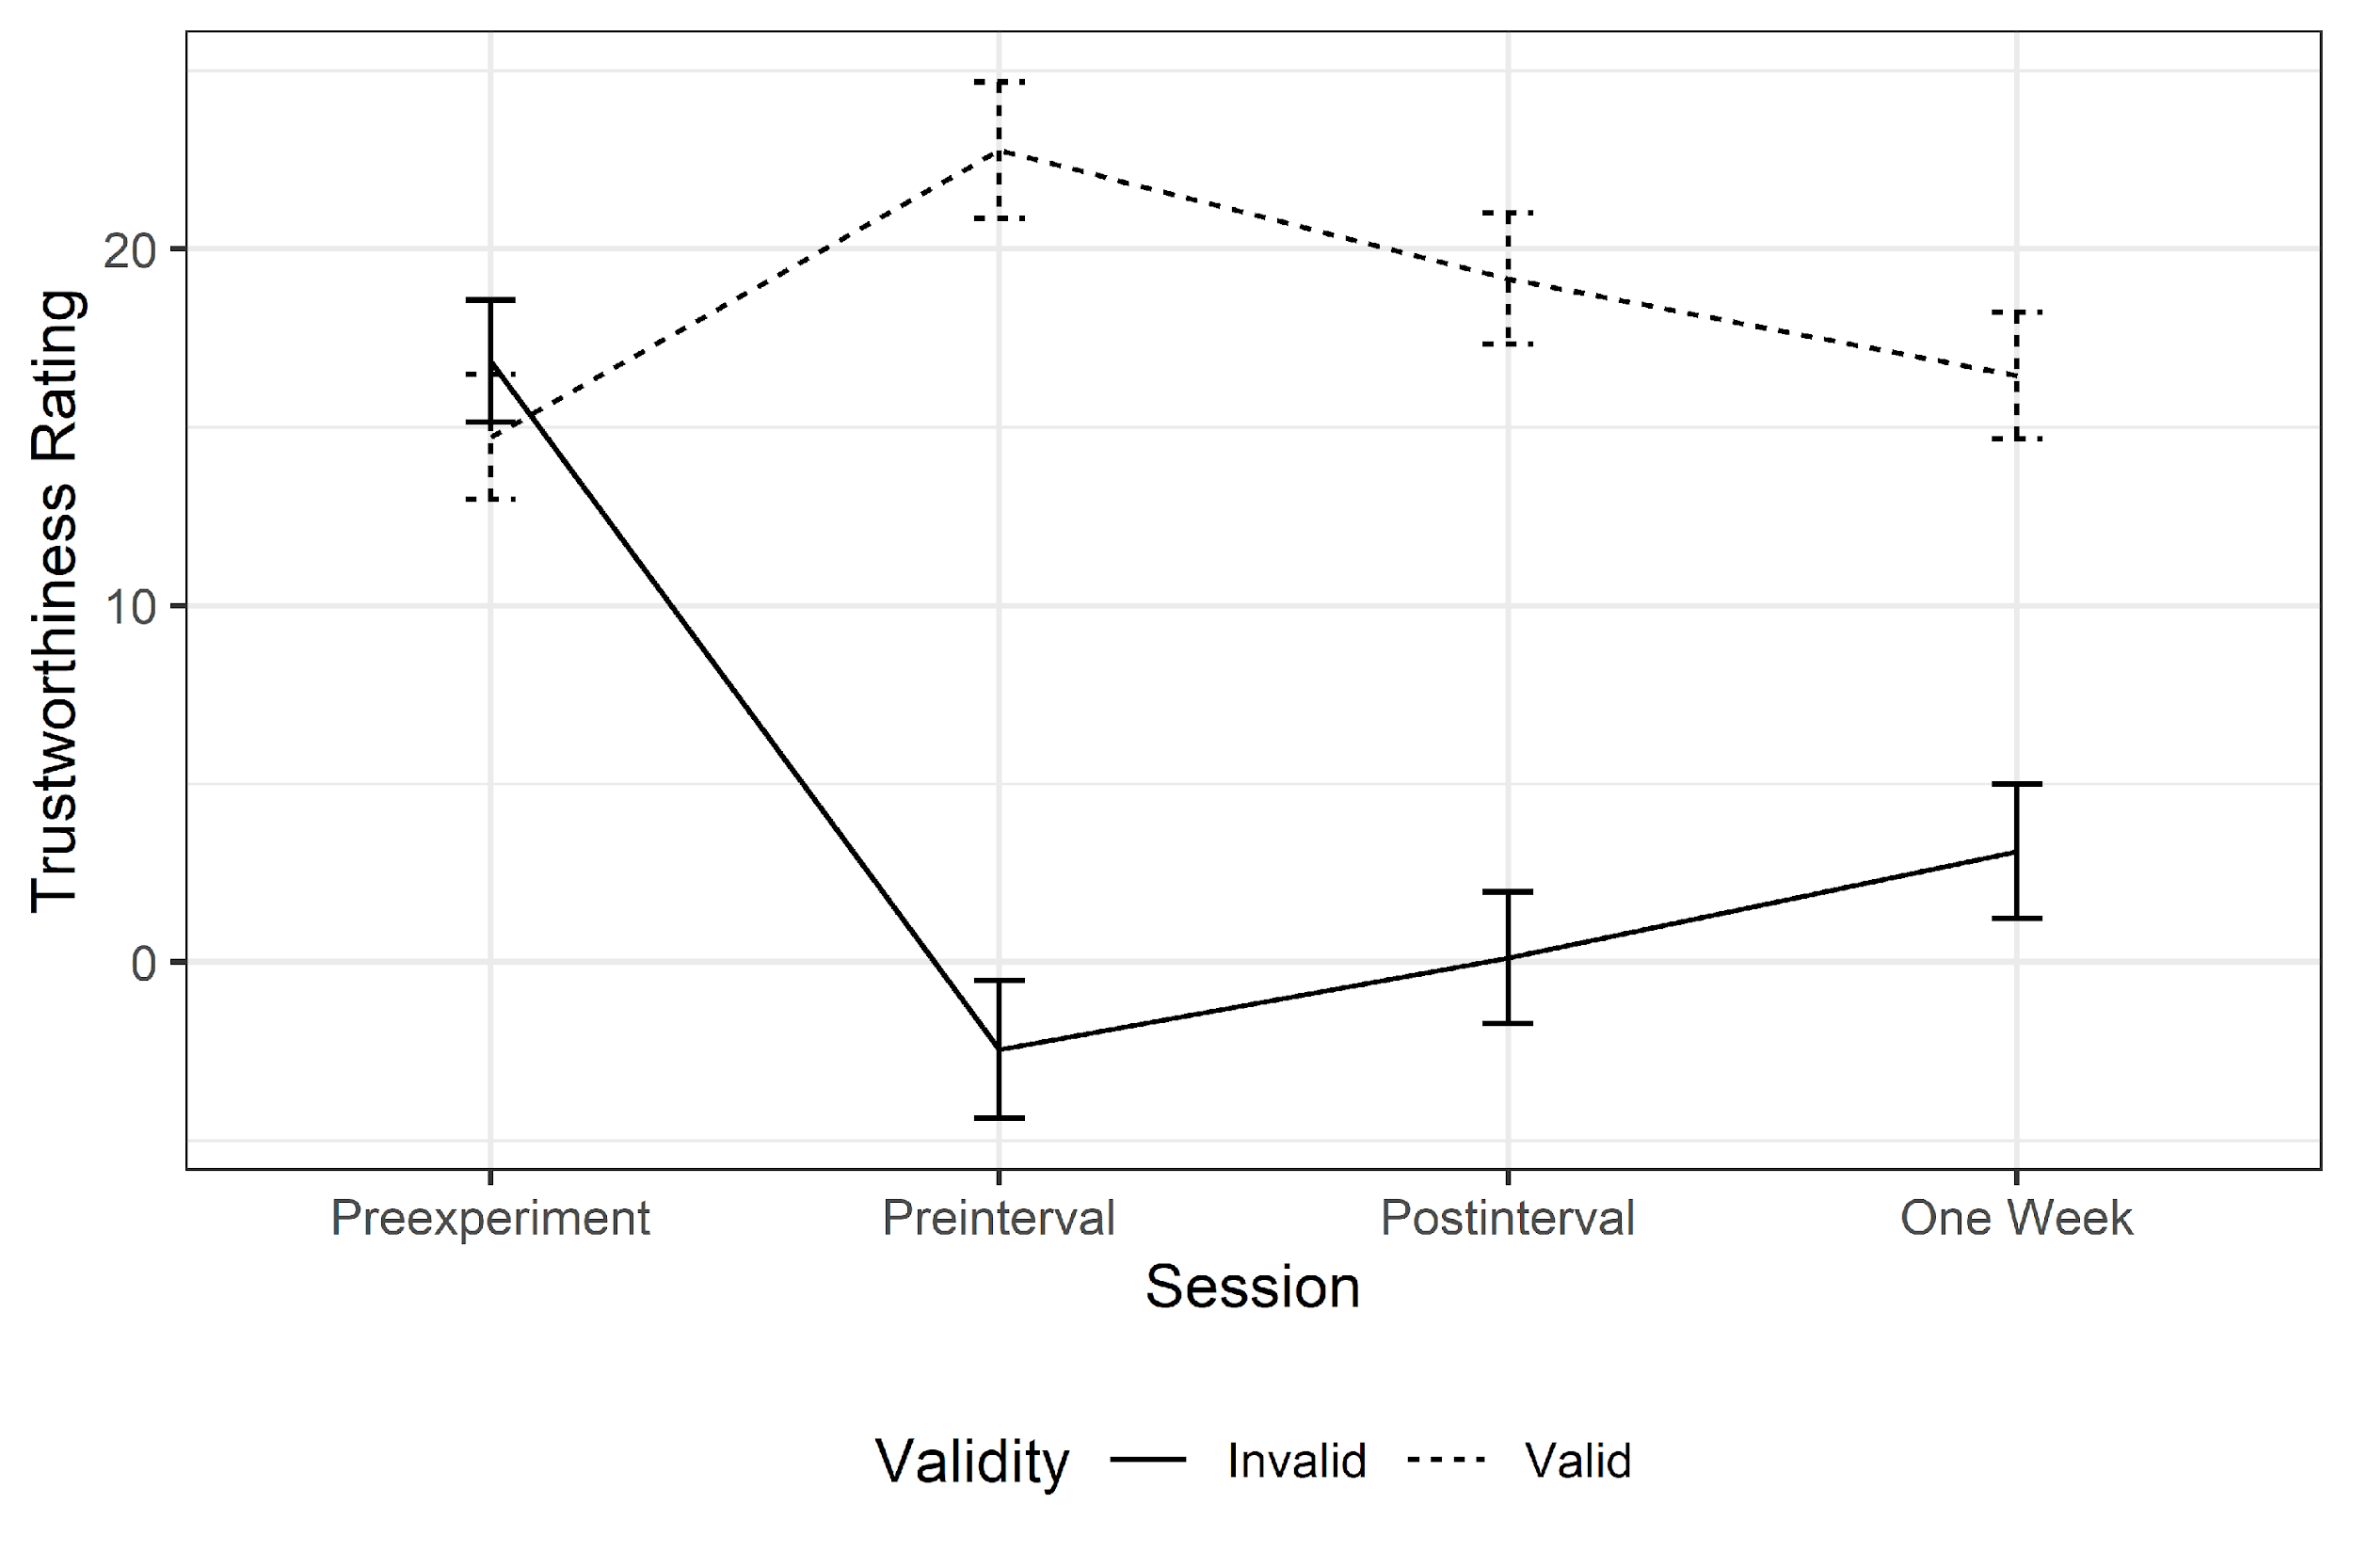 Trustworthiness Rating
20
10
0
Preexperiment Preinterval Postinterval One Week
Session
Validity Invalid Valid